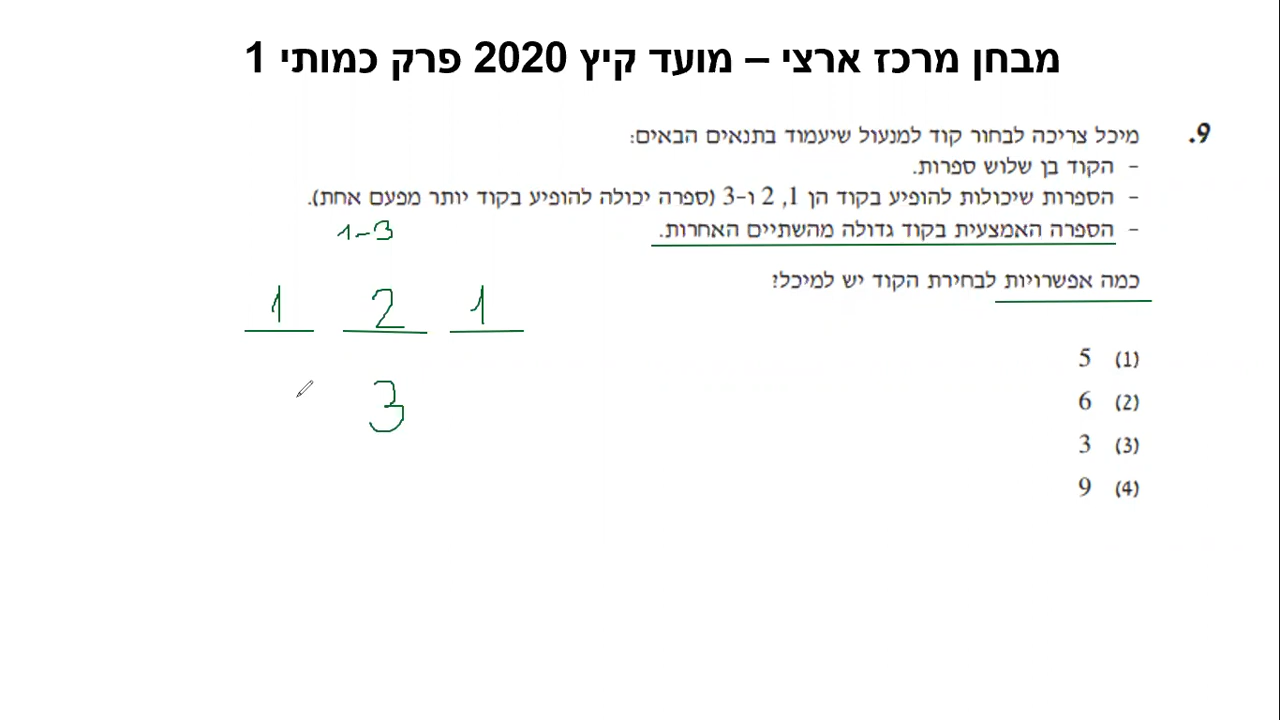 מבחן מרכז ארצי – מועד קיץ 2020 פרק כמותי 1
9. מיכל צריכה לבחור קוד למנעול שיעמוד בתנאים הבאים:
- הקוד בן שלוש ספרות.
- הספרות שיכולות להופיע בקוד הן 1, 2 ו-3 (ספרה יכולה להופיע בקוד יותר מפעם אחת).
- הספרה האמצעית בקוד גדולה מהשתיים האחרות.
1-3
כמה אפשרויות לבחירת הקוד יש למיכל?
1 2 1
3
(1) 5
(2) 6
(3) 3
(4) 9